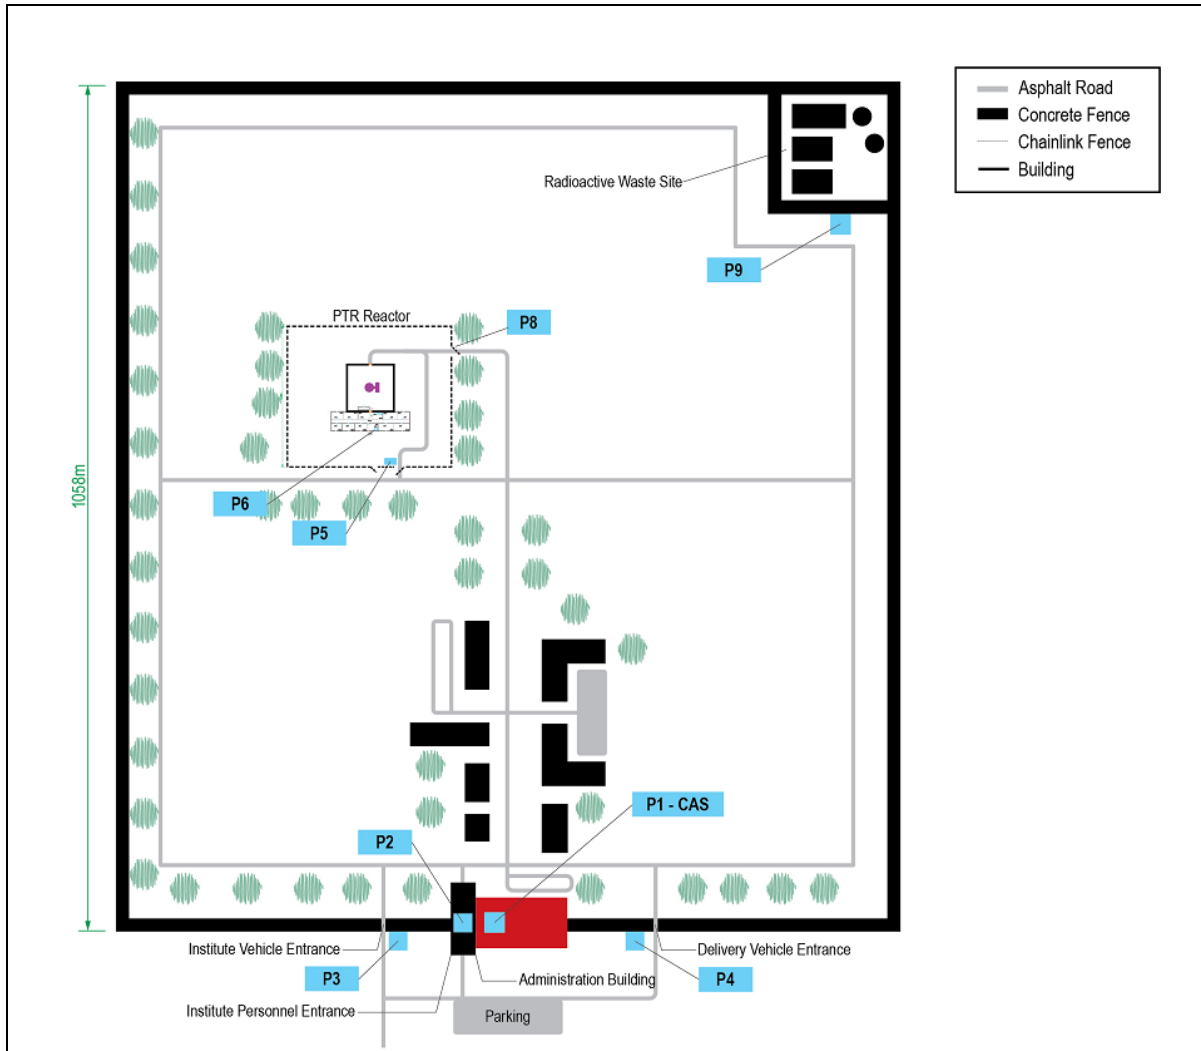 Asphalt Road
Concrete Fence
Chainlink Fence
Building
Radioactive Waste Site
P9
PTR Reactor
P8
1058m
P6
P5
P1 - CAS
P2
Institute Vehicle Entrance
Delivery Vehicle Entrance
P3
Administration Building
P4
Institute Personnel Entrance
Parking